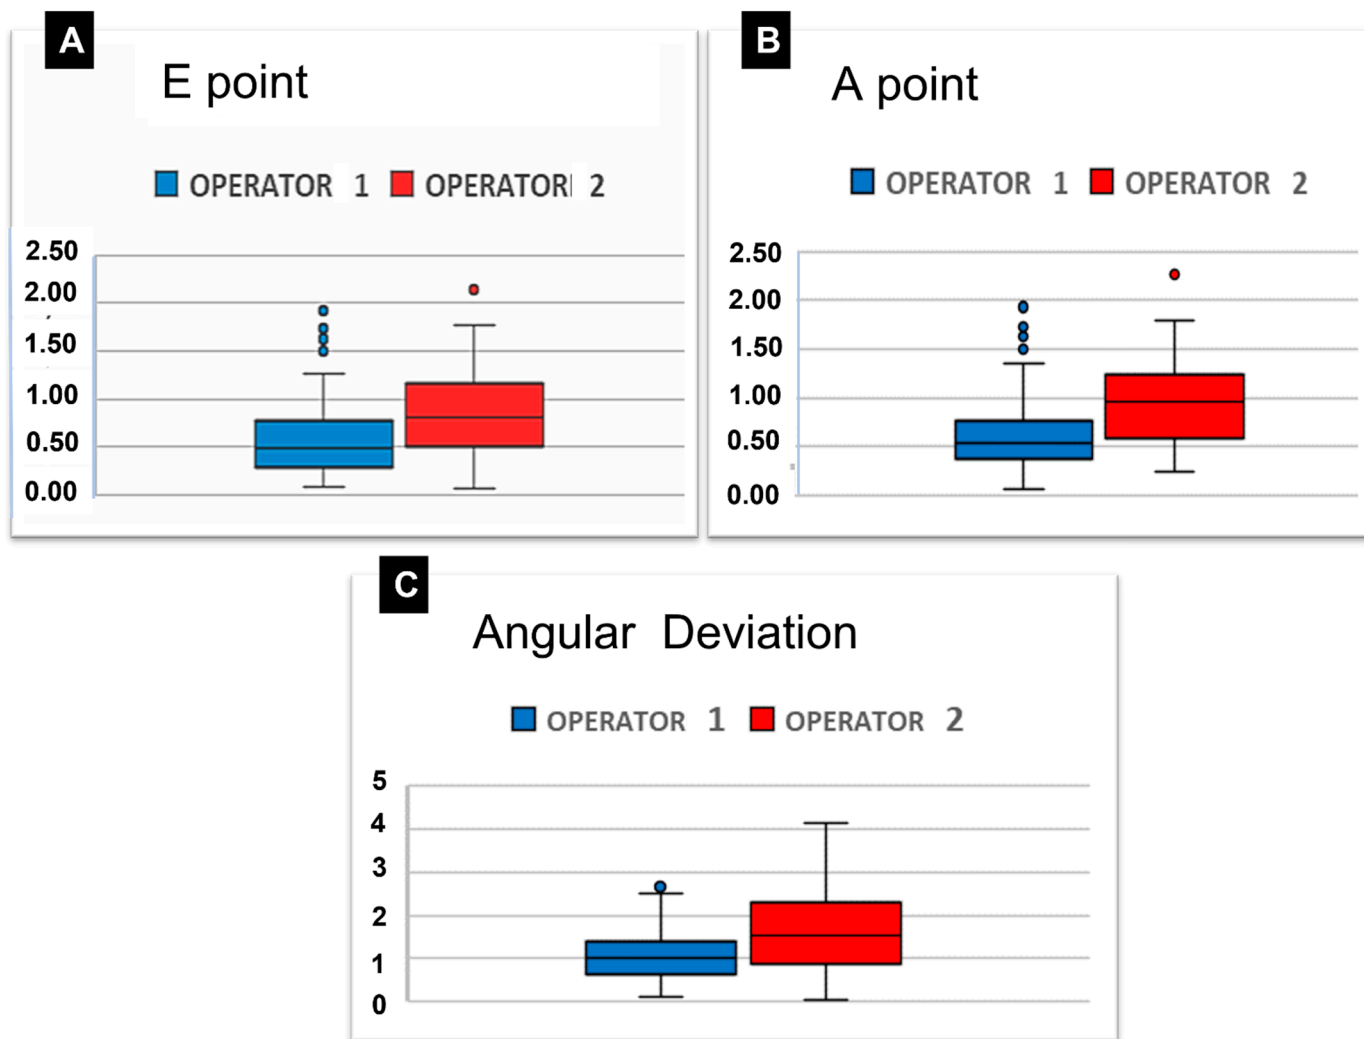 A
E point
OPERATOR 1 OPERATOR 2
2.50
2.00
1.50
1.00
0.50
0.00
B
A point
OPERATOR 1 OPERATOR 2
2.50
2.00
1.50
1.00
0.50
0.00
C
Angular Deviation
OPERATOR 1 OPERATOR 2
5
4
3
2
1
0